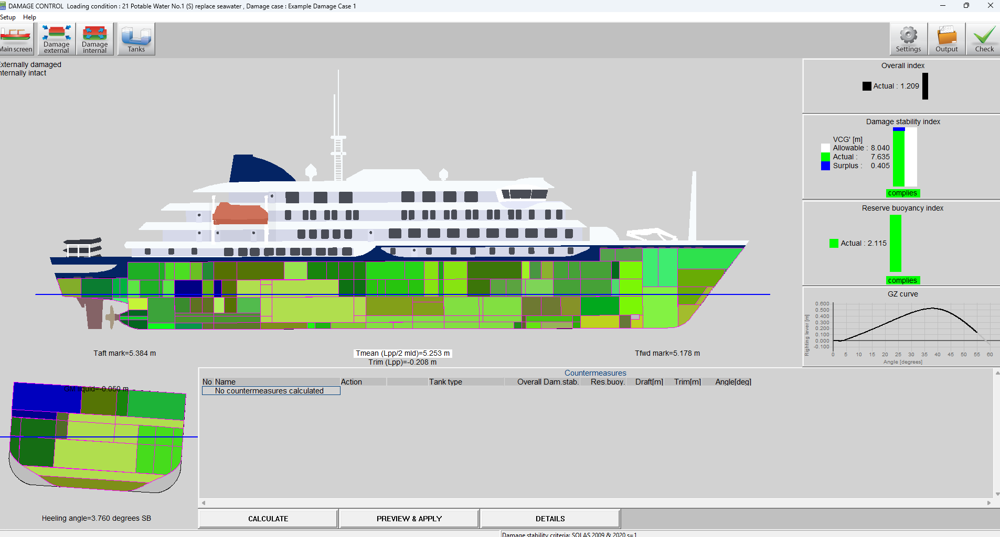 DAMAGE CONTROL Loading condition : 21 Potable Water No.1 (S) replace seawater , Damage case : Example Damage Case 1
Setup Help
Main screen
Damage external
Damage internal
Tanks
Settings
Output
Check
Externally damaged
Internally intact
Overall index
Actual : 1.209
Damage stability index
VCG' [m]
Allowable : 8.040
Actual : 7.635
Surplus : 0.405
complies
Reserve buoyancy index
Actual : 2.115
complies
GZ curve
Righting lever [m]
0.600
0.500
0.400
0.300
0.200
0.100
0.000
-0.100
0 5 10 15 20 25 30 35 40 45 50 55 60
Angle [degrees]
Taft mark=5.384 m
Tmean (Lpp/2 mld)=5.253 m
Trim (Lpp)=-0.208 m
Tfwd mark=5.178 m
GM liquid=-0.050 m
Heeling angle=3.760 degrees SB
Countermeasures
No Name Action Tank type Overall Dam.stab. Res.buoy. Draft[m] Trim[m] Angle[deg]
No countermeasures calculated
CALCULATE
PREVIEW & APPLY
DETAILS
Damage stability criteria: SOLAS 2009 & 2020 s=1